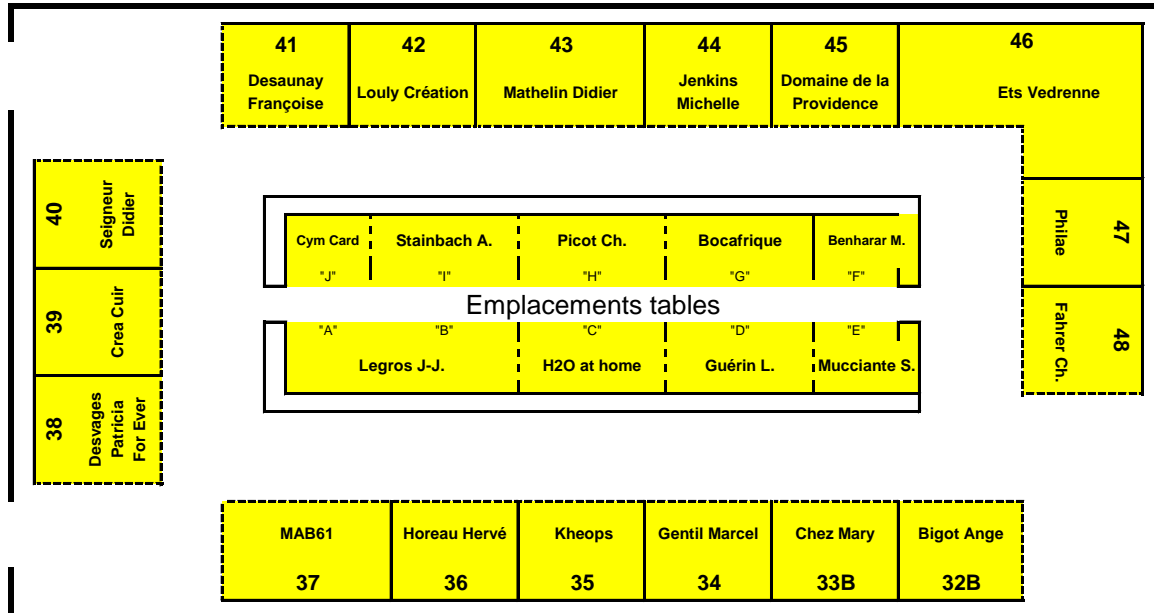 41
42
43
44
45
46
Desaunay
Françoise
Louly Création
Mathelin Didier
Jenkins
Michelle
Domaine de la
Providence
Ets Vedrenne
40
Seigneur
Didier
39
Crea Cuir
38
Desvages
Patricia
For Ever
Cym Card
Stainbach A.
Picot Ch.
Bocafrique
Benharar M.
"J"
"I"
"H"
"G"
"F"
Emplacements tables
"A"
"B"
"C"
"D"
"E"
Legros J-J.
H2O at home
Guérin L.
Mucciante S.
47
Philae
48
Fahrer Ch.
MAB61
Horeau Hervé
Kheops
Gentil Marcel
Chez Mary
Bigot Ange
37
36
35
34
33B
32B